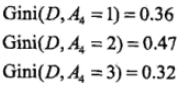 Gini(D, A₄ = 1) = 0.36
Gini(D, A₄ = 2) = 0.47
Gini(D, A₄ = 3) = 0.32